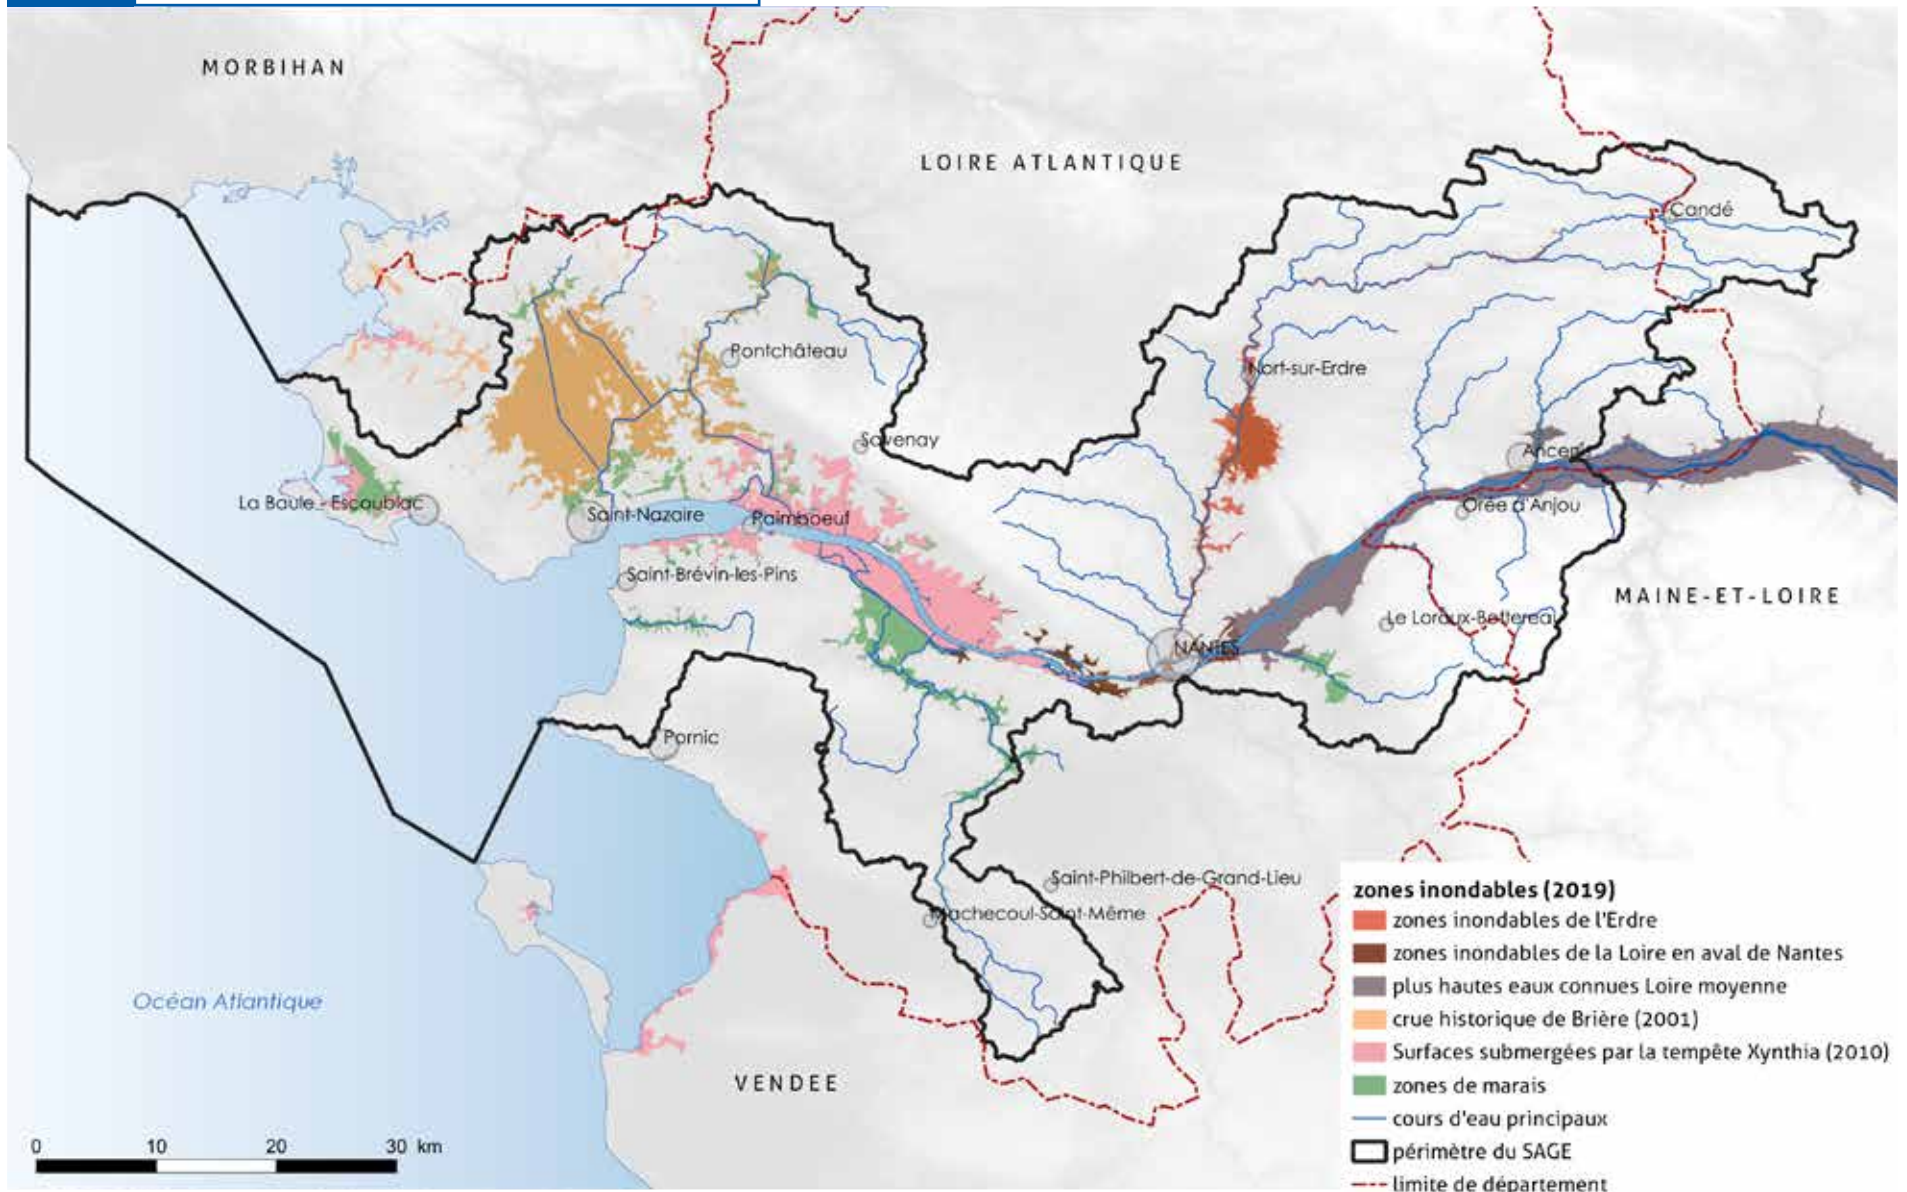 MORBIHAN
LOIRE ATLANTIQUE
Candé
Pontchâteau
Nort-sur-Erdre
Savenay
Ancenis
La Baule - Escoublac
Saint-Nazaire
Paimboeuf
Orée d'Anjou
Saint-Brévin-les-Pins
MAINE-ET-LOIRE
Le Loroux-Bottereau
NANTES
Pornic
Saint-Philbert-de-Grand-Lieu
Machecoul-Saint-Même
Océan Atlantique
VENDEE
zones inondables (2019)
zones inondables de l'Erdre
zones inondables de la Loire en aval de Nantes
plus hautes eaux connues Loire moyenne
crue historique de Brière (2001)
Surfaces submergées par la tempête Xynthia (2010)
zones de marais
cours d'eau principaux
périmètre du SAGE
limite de département
0 10 20 30 km